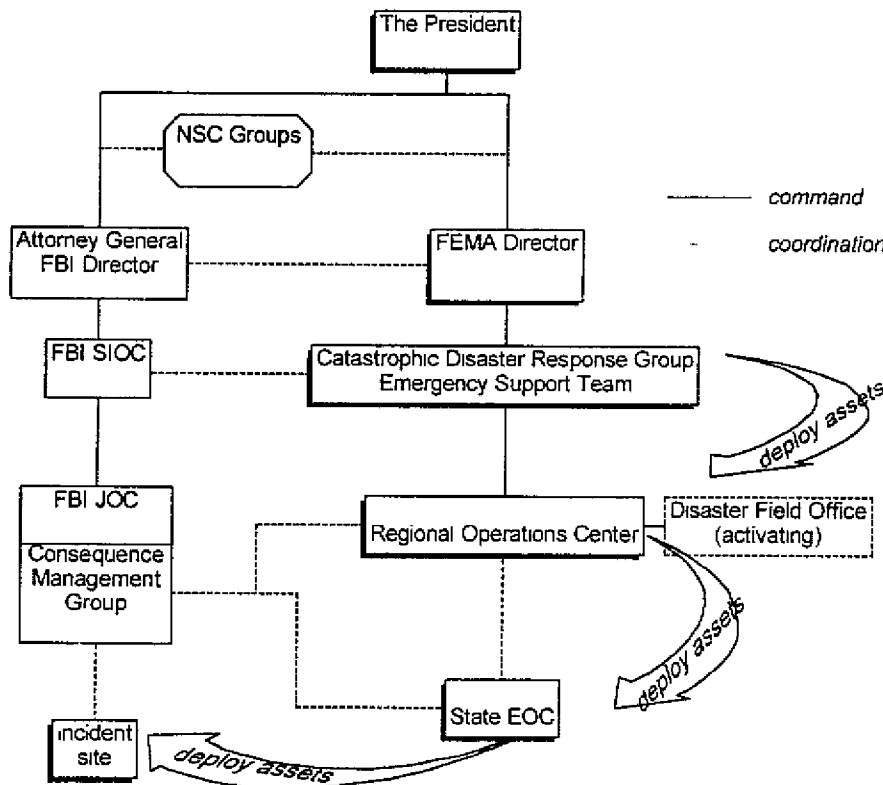 The President
NSC Groups
command
coordination
Attorney General
FBI Director
FEMA Director
FBI SIOC
Catastrophic Disaster Response Group
Emergency Support Team
deploy assets
FBI JOC
Consequence
Management
Group
Regional Operations Center
Disaster Field Office
(activating)
deploy assets
State EOC
incident
site
deploy assets